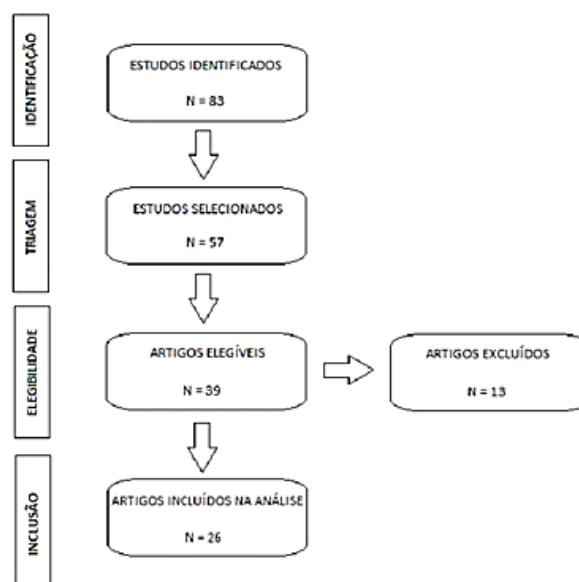 IDENTIFICAÇÃO
ESTUDOS IDENTIFICADOS
N = 83
TRIAGEM
ESTUDOS SELECIONADOS
N = 57
ELEGIBILIDADE
ARTIGOS ELEGÍVEIS
N = 39
ARTIGOS EXCLUÍDOS
N = 13
INCLUSÃO
ARTIGOS INCLUÍDOS NA ANÁLISE
N = 26